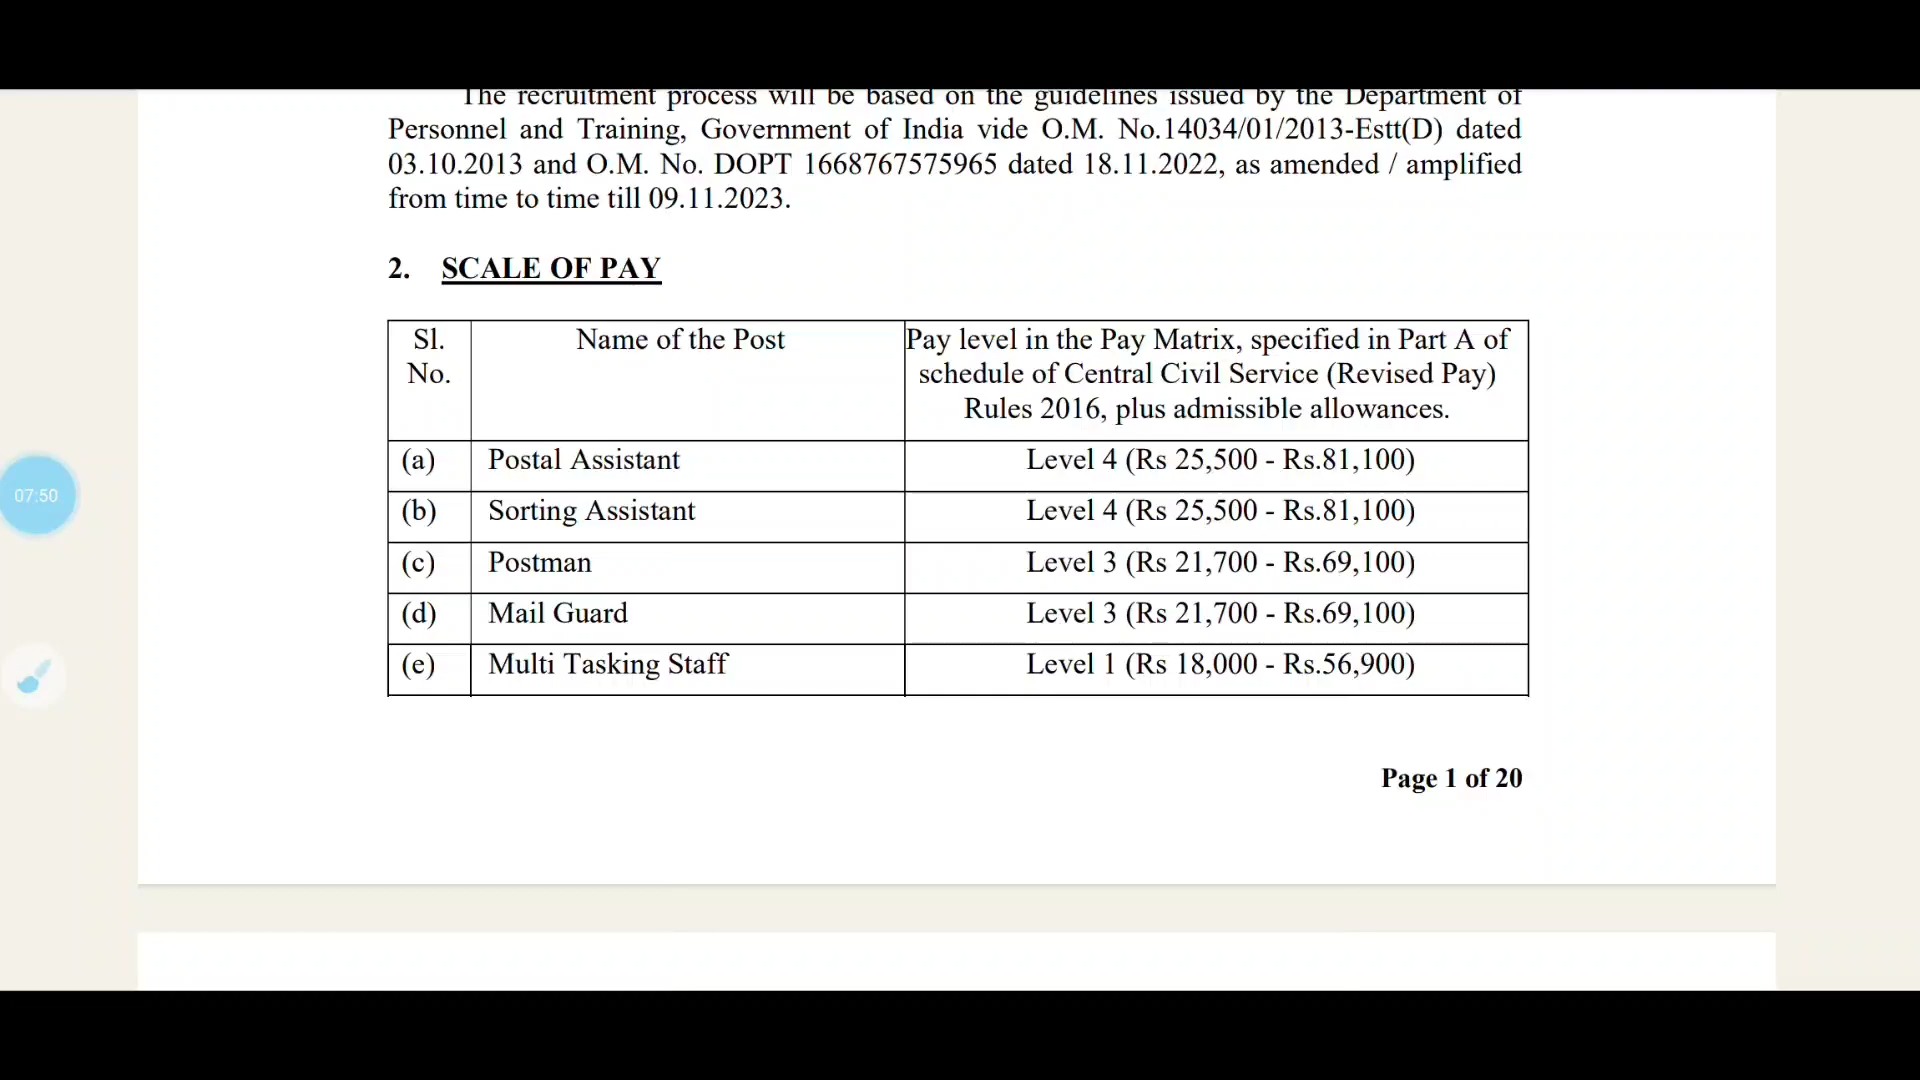 The recruitment process will be based on the guidelines issued by the Department of
Personnel and Training, Government of India vide O.M. No.14034/01/2013-Estt(D) dated
03.10.2013 and O.M. No. DOPT 1668767575965 dated 18.11.2022, as amended / amplified
from time to time till 09.11.2023.
2. SCALE OF PAY
Sl. No. Name of the Post Pay level in the Pay Matrix, specified in Part A of
schedule of Central Civil Service (Revised Pay)
Rules 2016, plus admissible allowances.
(a) Postal Assistant Level 4 (Rs 25,500 - Rs.81,100)
(b) Sorting Assistant Level 4 (Rs 25,500 - Rs.81,100)
(c) Postman Level 3 (Rs 21,700 - Rs.69,100)
(d) Mail Guard Level 3 (Rs 21,700 - Rs.69,100)
(e) Multi Tasking Staff Level 1 (Rs 18,000 - Rs.56,900)
07:50
Page 1 of 20